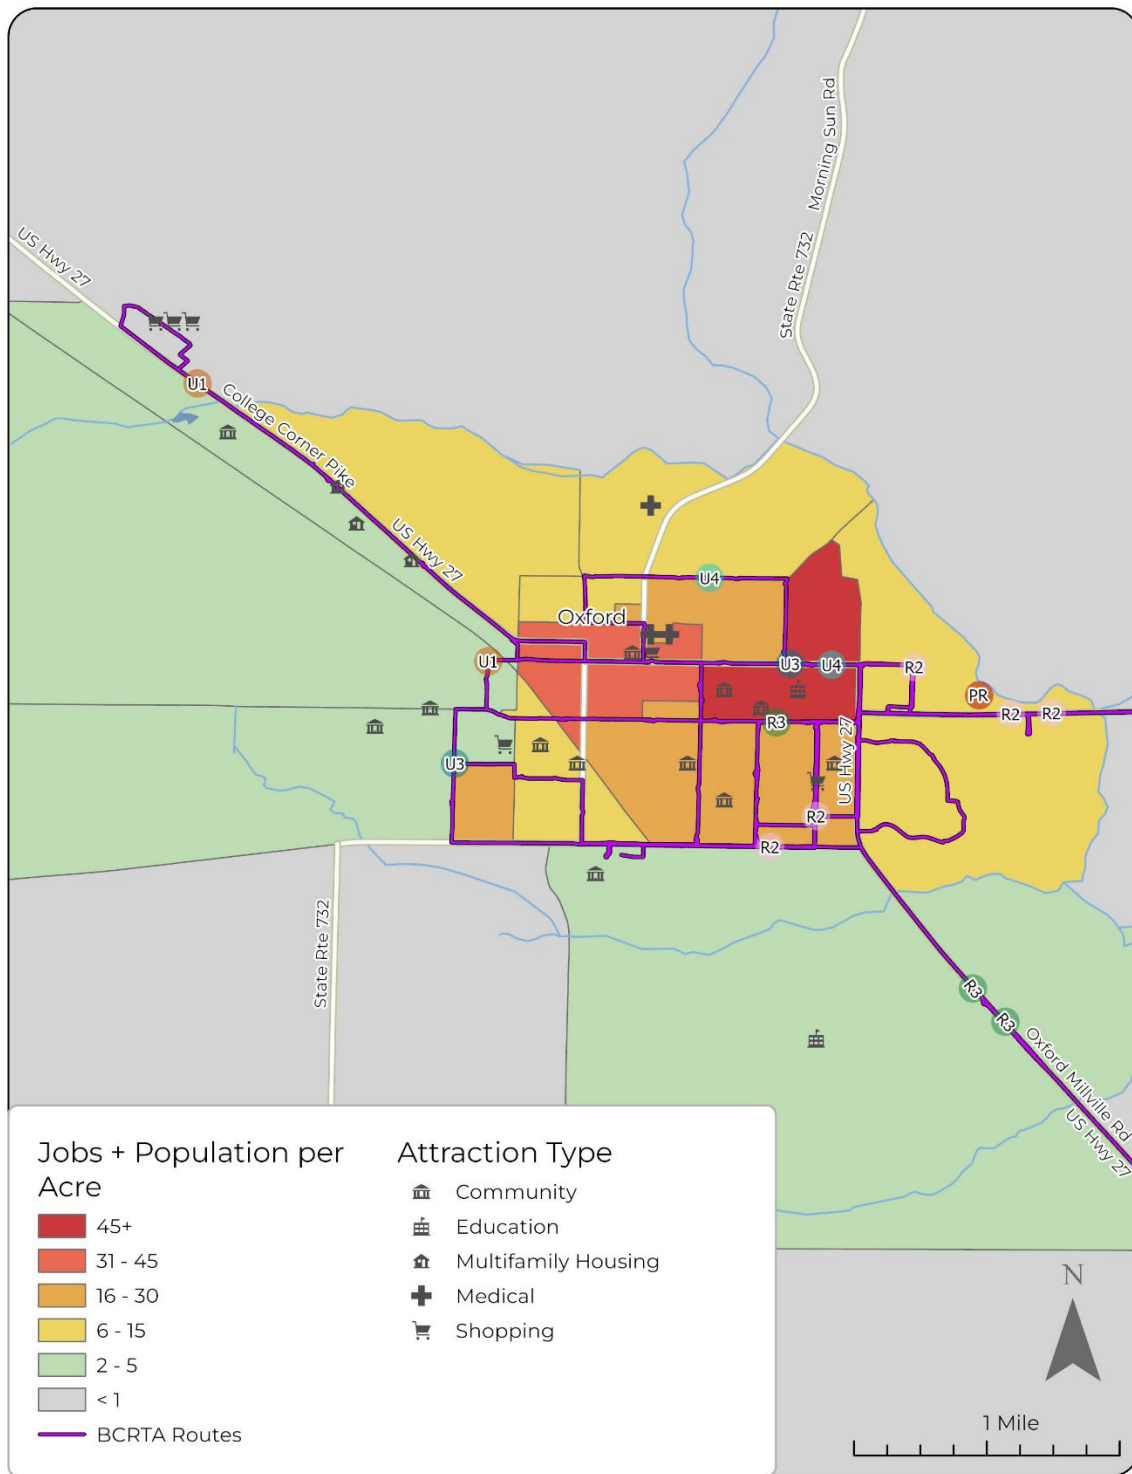 Morning Sun Rd
State Rte 732
US Hwy 27
U1
College Corner Pike
US Hwy 27
U4
Oxford
U1
U3
U4
R2
PR
R2
R2
R3
US Hwy 27
U3
R2
R2
State Rte 732
R3
R3
Oxford Millville Rd
US Hwy 27
Jobs + Population per
Acre
45+
31 - 45
16 - 30
6 - 15
2 - 5
< 1
BCRTA Routes
Attraction Type
Community
Education
Multifamily Housing
Medical
Shopping
N
1 Mile